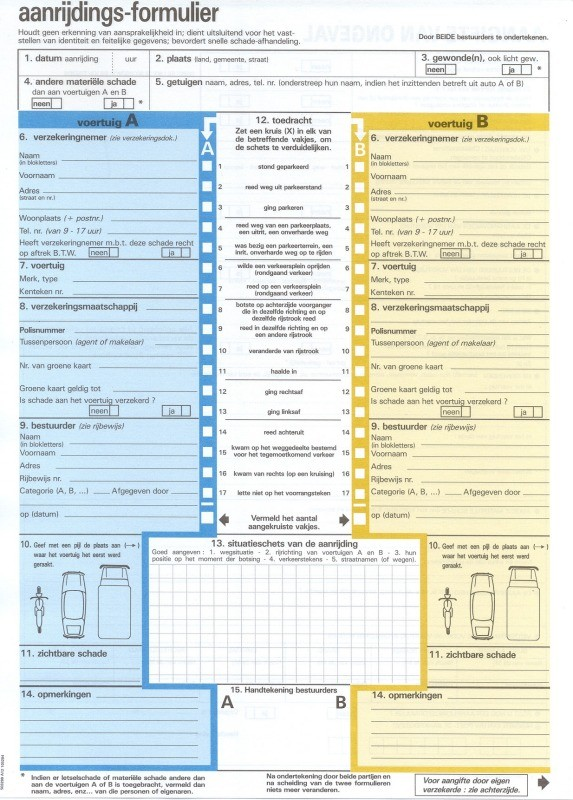 aanrijdings-formulier
Houdt geen erkenning van aansprakelijkheid in; dient uitsluitend voor het vast-
stellen van identiteit en feitelijke gegevens; bevordert snelle schade-afhandeling.
Door BEIDE bestuurders te ondertekenen.
1. datum aanrijding uur
2. plaats (land, gemeente, straat)
3. gewonde(n), ook licht gew.
neen ja *
4. andere materiële schade
dan aan voertuigen A en B
neen ja *
5. getuigen naam, adres, tel. nr. (onderstreep hun naam, indien het inzittenden betreft uit auto A of B)
voertuig A
6. verzekeringnemer (zie verzekeringsdok.)
Naam
(in blokletters)
Voornaam
Adres
(straat en nr.)
Woonplaats (+ postnr.)
Tel. nr. (van 9 - 17 uur)
Heeft verzekeringnemer m.b.t. deze schade recht
op aftrek B.T.W. neen ja
7. voertuig
Merk, type
Kenteken nr.
8. verzekeringsmaatschappij
Polisnummer
Tussenpersoon (agent of makelaar)
Nr. van groene kaart
Groene kaart geldig tot
Is schade aan het voertuig verzekerd ?
neen ja
9. bestuurder (zie rijbewijs)
Naam
(in blokletters)
Voornaam
Adres
Rijbewijs nr.
Categorie (A, B, ...) Afgegeven door
op (datum)
12. toedracht
Zet een kruis (X) in elk van
de betreffende vakjes, om
de schets te verduidelijken.
A B
1 stond geparkeerd 1
2 reed weg uit parkeerstand 2
3 ging parkeren 3
4 reed weg van een parkeerplaats,
een uitrit, een onverharde weg 4
5 was bezig een parkeerterrein, een
inrit, onverharde weg op te rijden 5
6 wilde een verkeersplein oprijden
(rondgaand verkeer) 6
7 reed op een verkeersplein
(rondgaand verkeer) 7
8 botste op achterzijde voorganger
die in dezelfde richting en op
dezelfde rijstrook reed 8
9 reed in dezelfde richting en op
een andere rijstrook 9
10 veranderde van rijstrook 10
11 haalde in 11
12 ging rechtsaf 12
13 ging linksaf 13
14 reed achteruit 14
15 kwam op het weggedeelte bestemd
voor het tegemoetkomend verkeer 15
16 kwam van rechts (op een kruising) 16
17 lette niet op voorrangsteken 17
Vermeld het aantal
aangekruiste vakjes.
voertuig B
6. verzekeringnemer (zie verzekeringsdok.)
Naam
(in blokletters)
Voornaam
Adres
(straat en nr.)
Woonplaats (+ postnr.)
Tel. nr. (van 9 - 17 uur)
Heeft verzekeringnemer m.b.t. deze schade recht
op aftrek B.T.W. neen ja
7. voertuig
Merk, type
Kenteken nr.
8. verzekeringsmaatschappij
Polisnummer
Tussenpersoon (agent of makelaar)
Nr. van groene kaart
Groene kaart geldig tot
Is schade aan het voertuig verzekerd ?
neen ja
9. bestuurder (zie rijbewijs)
Naam
(in blokletters)
Voornaam
Adres
Rijbewijs nr.
Categorie (A, B, ...) Afgegeven door
op (datum)
10. Geef met een pijl de plaats aan (→)
waar het voertuig het eerst werd
geraakt.
13. situatieschets van de aanrijding
Goed aangeven: 1. wegsituatie - 2. rijrichting van voertuigen A en B - 3. hun
positie op het moment der botsing - 4. verkeerstekens - 5. straatnamen (of wegen).
10. Geef met een pijl de plaats aan (→)
waar het voertuig het eerst werd
geraakt.
11. zichtbare schade
11. zichtbare schade
14. opmerkingen
15. Handtekening bestuurders
A B
14. opmerkingen
* Indien er letselschade of materiële schade andere dan
aan de voertuigen A of B is toegebracht, vermeld dan
naam, adres, enz... van die personen of eigenaren.
Na ondertekening door beide partijen en
na scheiding van de twee formulieren
niets meer veranderen.
Voor aangifte door eigen
verzekerde : zie achterzijde.